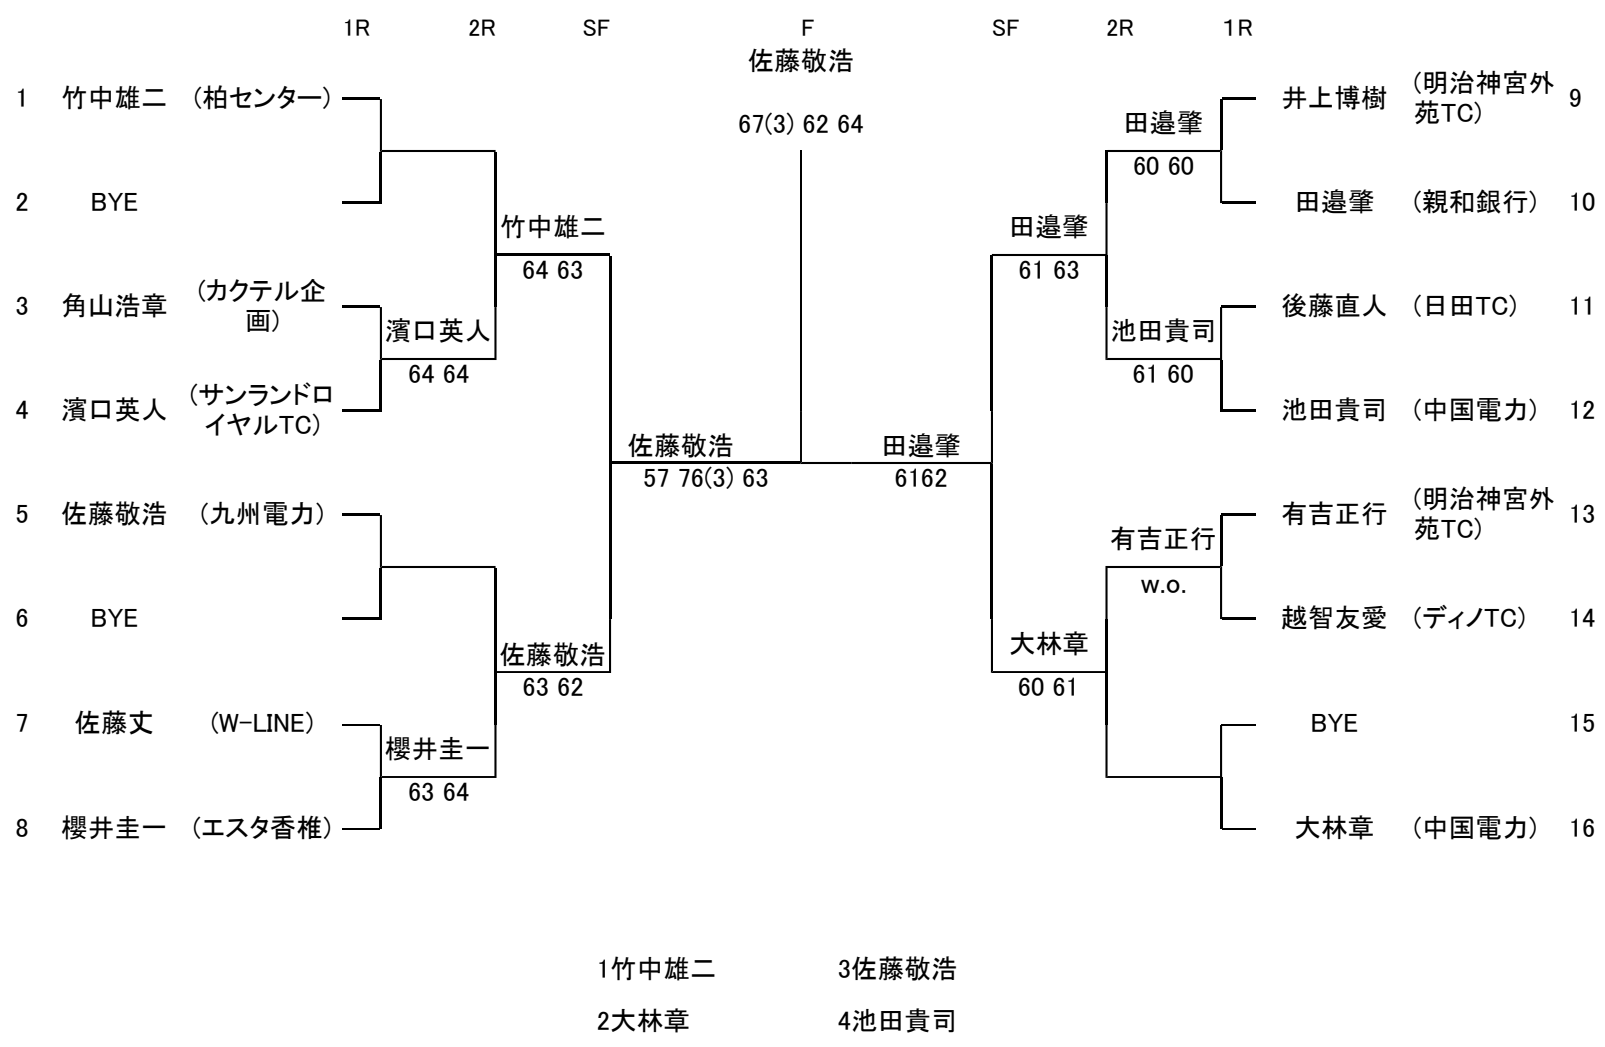 1R 2R SF F SF 2R 1R
佐藤敬浩
67(3) 62 64
1 竹中雄二 (柏センター)
2 BYE
竹中雄二
64 63
3 角山浩章 (カクテル企
画)
濱口英人
64 64
4 濱口英人 (サンランドロ
イヤルTC)
佐藤敬浩
57 76(3) 63
5 佐藤敬浩 (九州電力)
6 BYE
佐藤敬浩
63 62
7 佐藤丈 (W-LINE)
櫻井圭一
63 64
8 櫻井圭一 (エスタ香椎)
井上博樹 (明治神宮外
苑TC) 9
田邉肇
60 60
田邉肇 (親和銀行) 10
田邉肇
61 63
後藤直人 (日田TC) 11
池田貴司
61 60
池田貴司 (中国電力) 12
田邉肇
6162
有吉正行 (明治神宮外
苑TC) 13
有吉正行
w.o.
越智友愛 (ディノTC) 14
大林章
60 61
BYE 15
大林章 (中国電力) 16
1竹中雄二 3佐藤敬浩
2大林章 4池田貴司